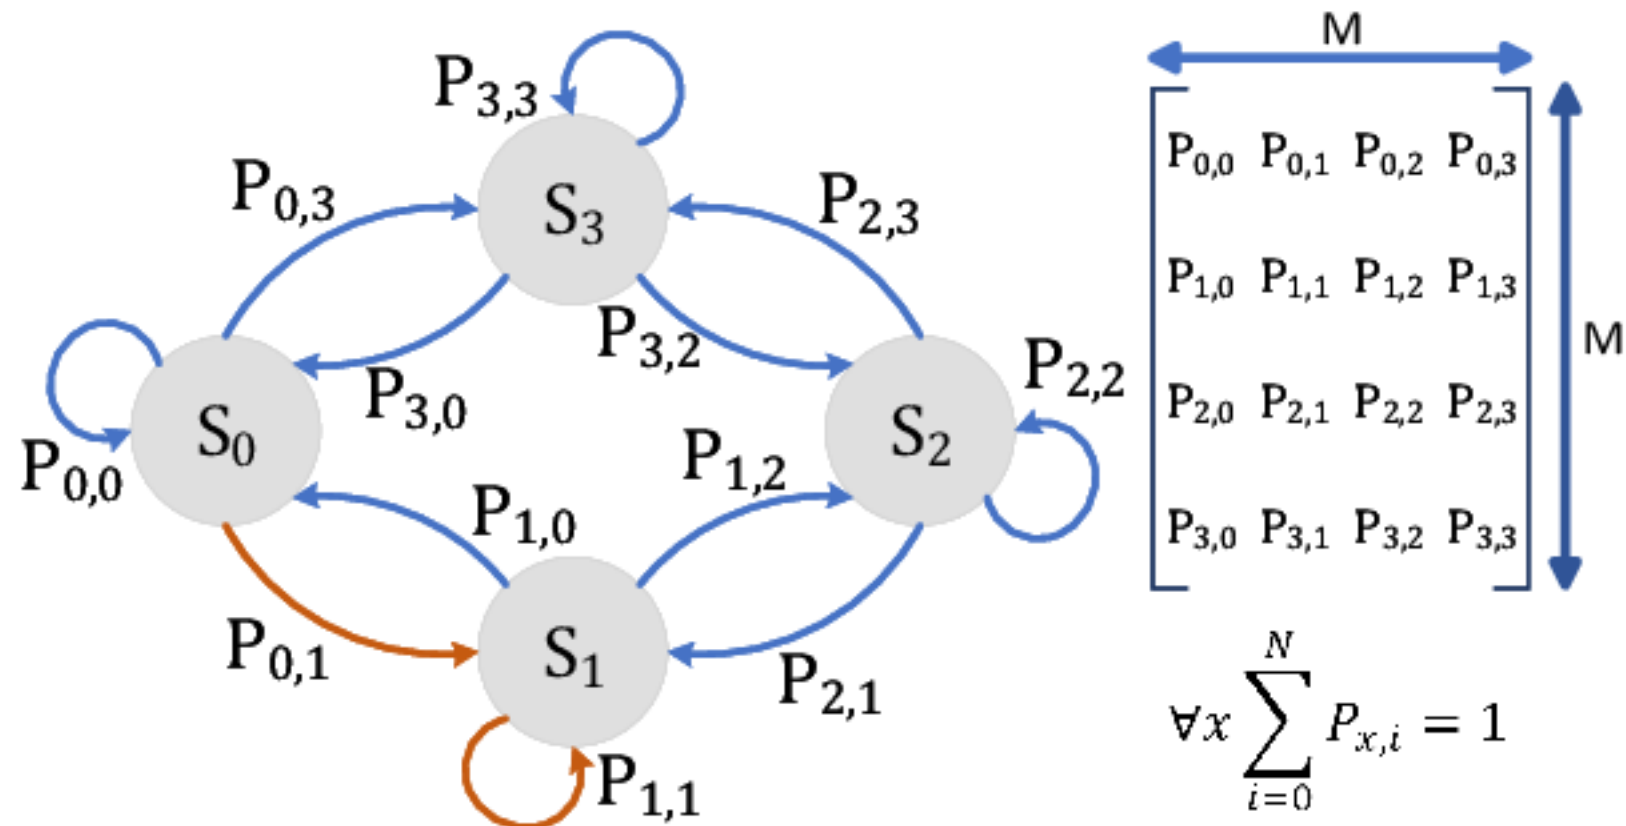 P3,3
P0,3
S3
P2,3
P3,2
P3,0
P2,2
S0
S2
P0,0
P1,2
P1,0
P0,1
S1
P2,1
P1,1
M
P0,0 P0,1 P0,2 P0,3
P1,0 P1,1 P1,2 P1,3
M
P2,0 P2,1 P2,2 P2,3
P3,0 P3,1 P3,2 P3,3
∀x ∑_{i=0}^{N} P_{x,i} = 1